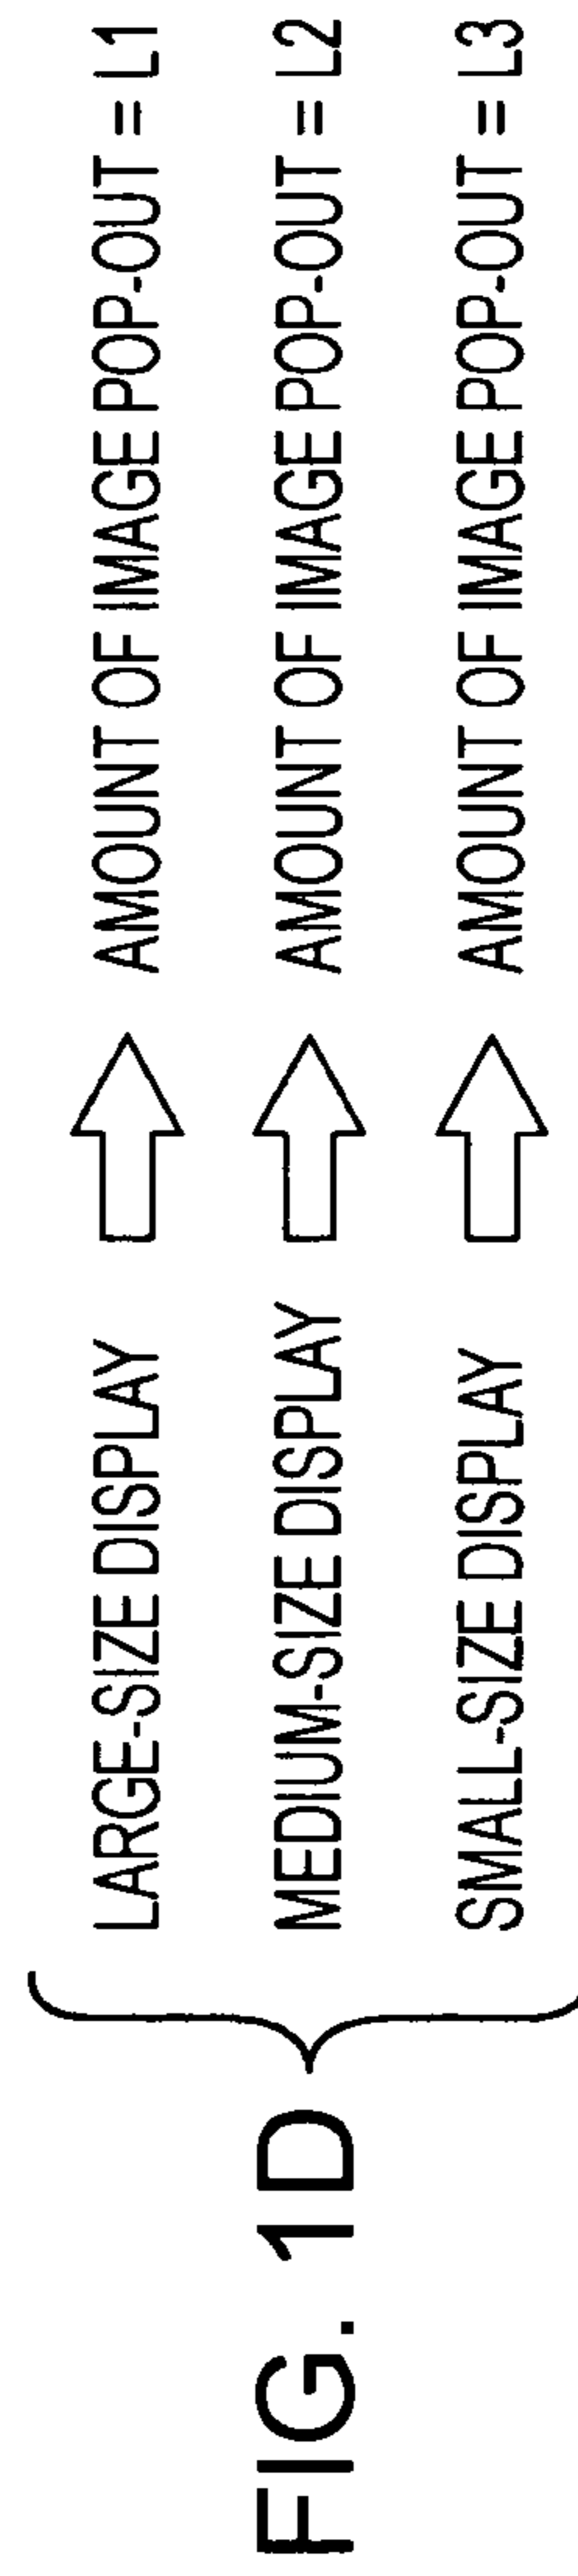 FIG. 1D
LARGE-SIZE DISPLAY AMOUNT OF IMAGE POP-OUT = L1
MEDIUM-SIZE DISPLAY AMOUNT OF IMAGE POP-OUT = L2
SMALL-SIZE DISPLAY AMOUNT OF IMAGE POP-OUT = L3